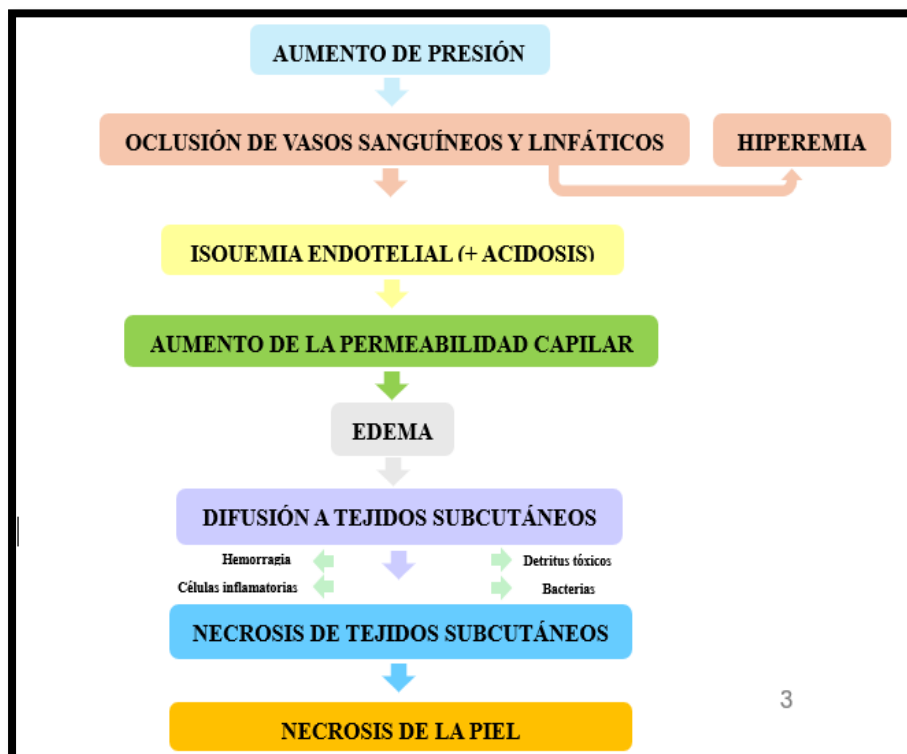 AUMENTO DE PRESIÓN
OCLUSIÓN DE VASOS SANGUÍNEOS Y LINFÁTICOS
HIPEREMIA
ISQUEMIA ENDOTELIAL (+ ACIDOSIS)
AUMENTO DE LA PERMEABILIDAD CAPILAR
EDEMA
DIFUSIÓN A TEJIDOS SUBCUTÁNEOS
Hemorragia
Detritus tóxicos
Células inflamatorias
Bacterias
NECROSIS DE TEJIDOS SUBCUTÁNEOS
NECROSIS DE LA PIEL
3